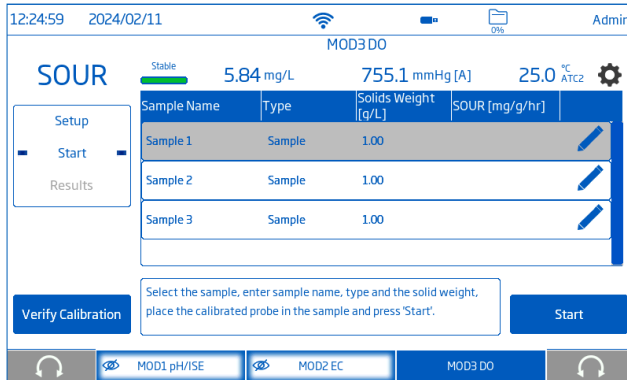 12:24:59 2024/02/11 0% Admin
MOD3 DO
SOUR Stable 5.84 mg/L 755.1 mmHg [A] 25.0 °C ATC2
Setup
Start
Results
Sample Name Type Solids Weight [g/L] SOUR [mg/g/hr]
Sample 1 Sample 1.00
Sample 2 Sample 1.00
Sample 3 Sample 1.00
Select the sample, enter sample name, type and the solid weight,
place the calibrated probe in the sample and press 'Start'.
Verify Calibration
Start
MOD1 pH/ISE MOD2 EC MOD3 DO